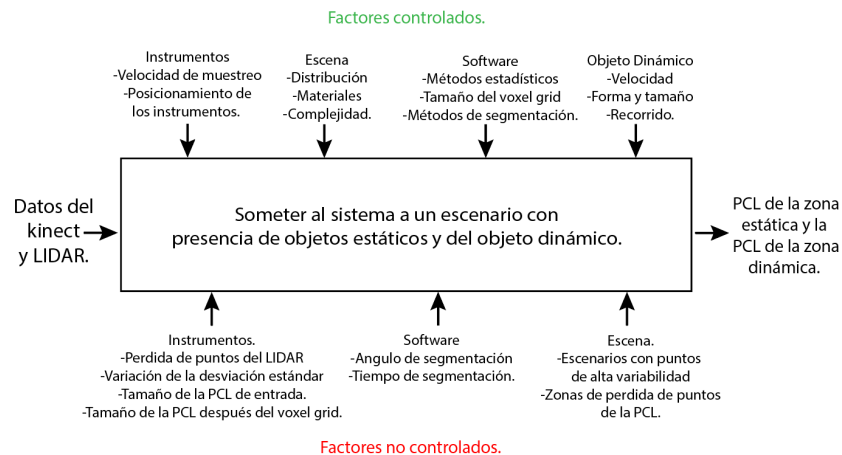 Factores controlados.
Instrumentos
-Velocidad de muestreo
-Posicionamiento de
los instrumentos.
Escena
-Distribución
-Materiales
-Complejidad.
Software
-Métodos estadísticos
-Tamaño del voxel grid
-Métodos de segmentación.
Objeto Dinámico
-Velocidad
-Forma y tamaño
-Recorrido.
Datos del
kinect
y LIDAR.
Someter al sistema a un escenario con
presencia de objetos estáticos y del objeto dinámico.
PCL de la zona
estática y la
PCL de la zona
dinámica.
Instrumentos.
-Perdida de puntos del LIDAR
-Variación de la desviación estándar
-Tamaño de la PCL de entrada.
-Tamaño de la PCL después del voxel grid.
Software
-Angulo de segmentación
-Tiempo de segmentación.
Escena.
-Escenarios con puntos
de alta variabilidad
-Zonas de perdida de puntos
de la PCL.
Factores no controlados.